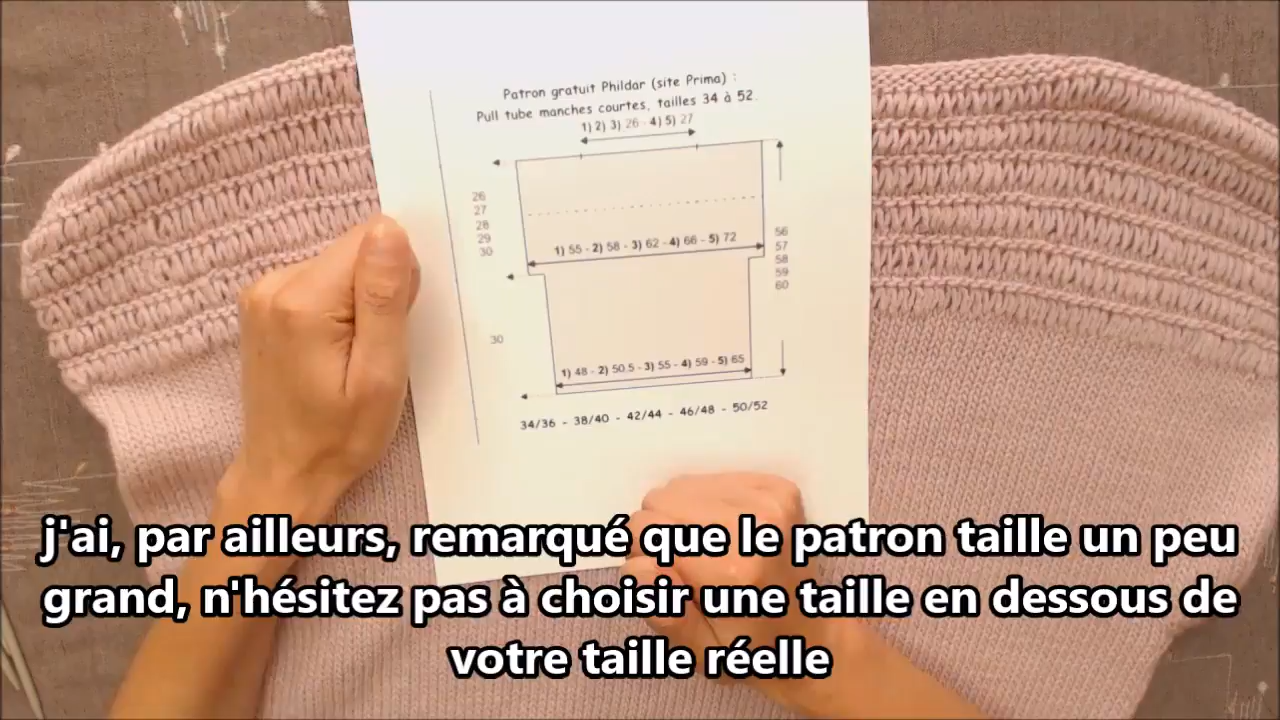 Patron gratuit Phildar (site Prima) :
Pull tube manches courtes, tailles 34 à 52.
1) 2) 3) 26 - 4) 5) 27
26
27
28
29
30
1) 55 - 2) 58 - 3) 62 - 4) 66 - 5) 72
56
57
58
59
60
30
1) 48 - 2) 50.5 - 3) 55 - 4) 59 - 5) 65
34/36 - 38/40 - 42/44 - 46/48 - 50/52
j'ai, par ailleurs, remarqué que le patron taille un peu
grand, n'hésitez pas à choisir une taille en dessous de
votre taille réelle